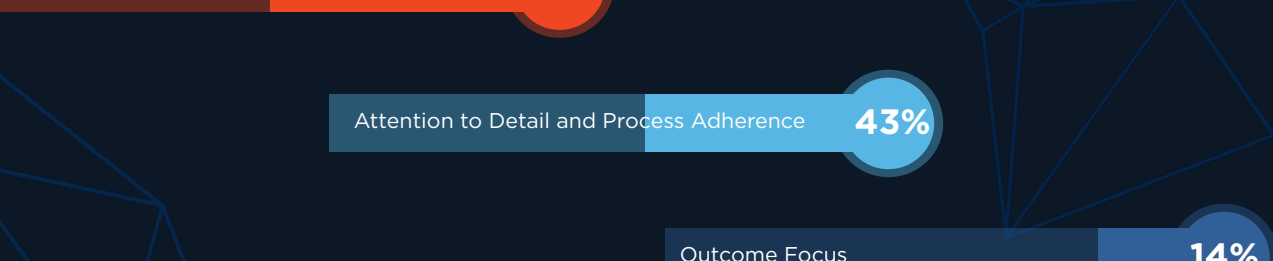 Attention to Detail and Process Adherence 43%
Outcome Focus 14%